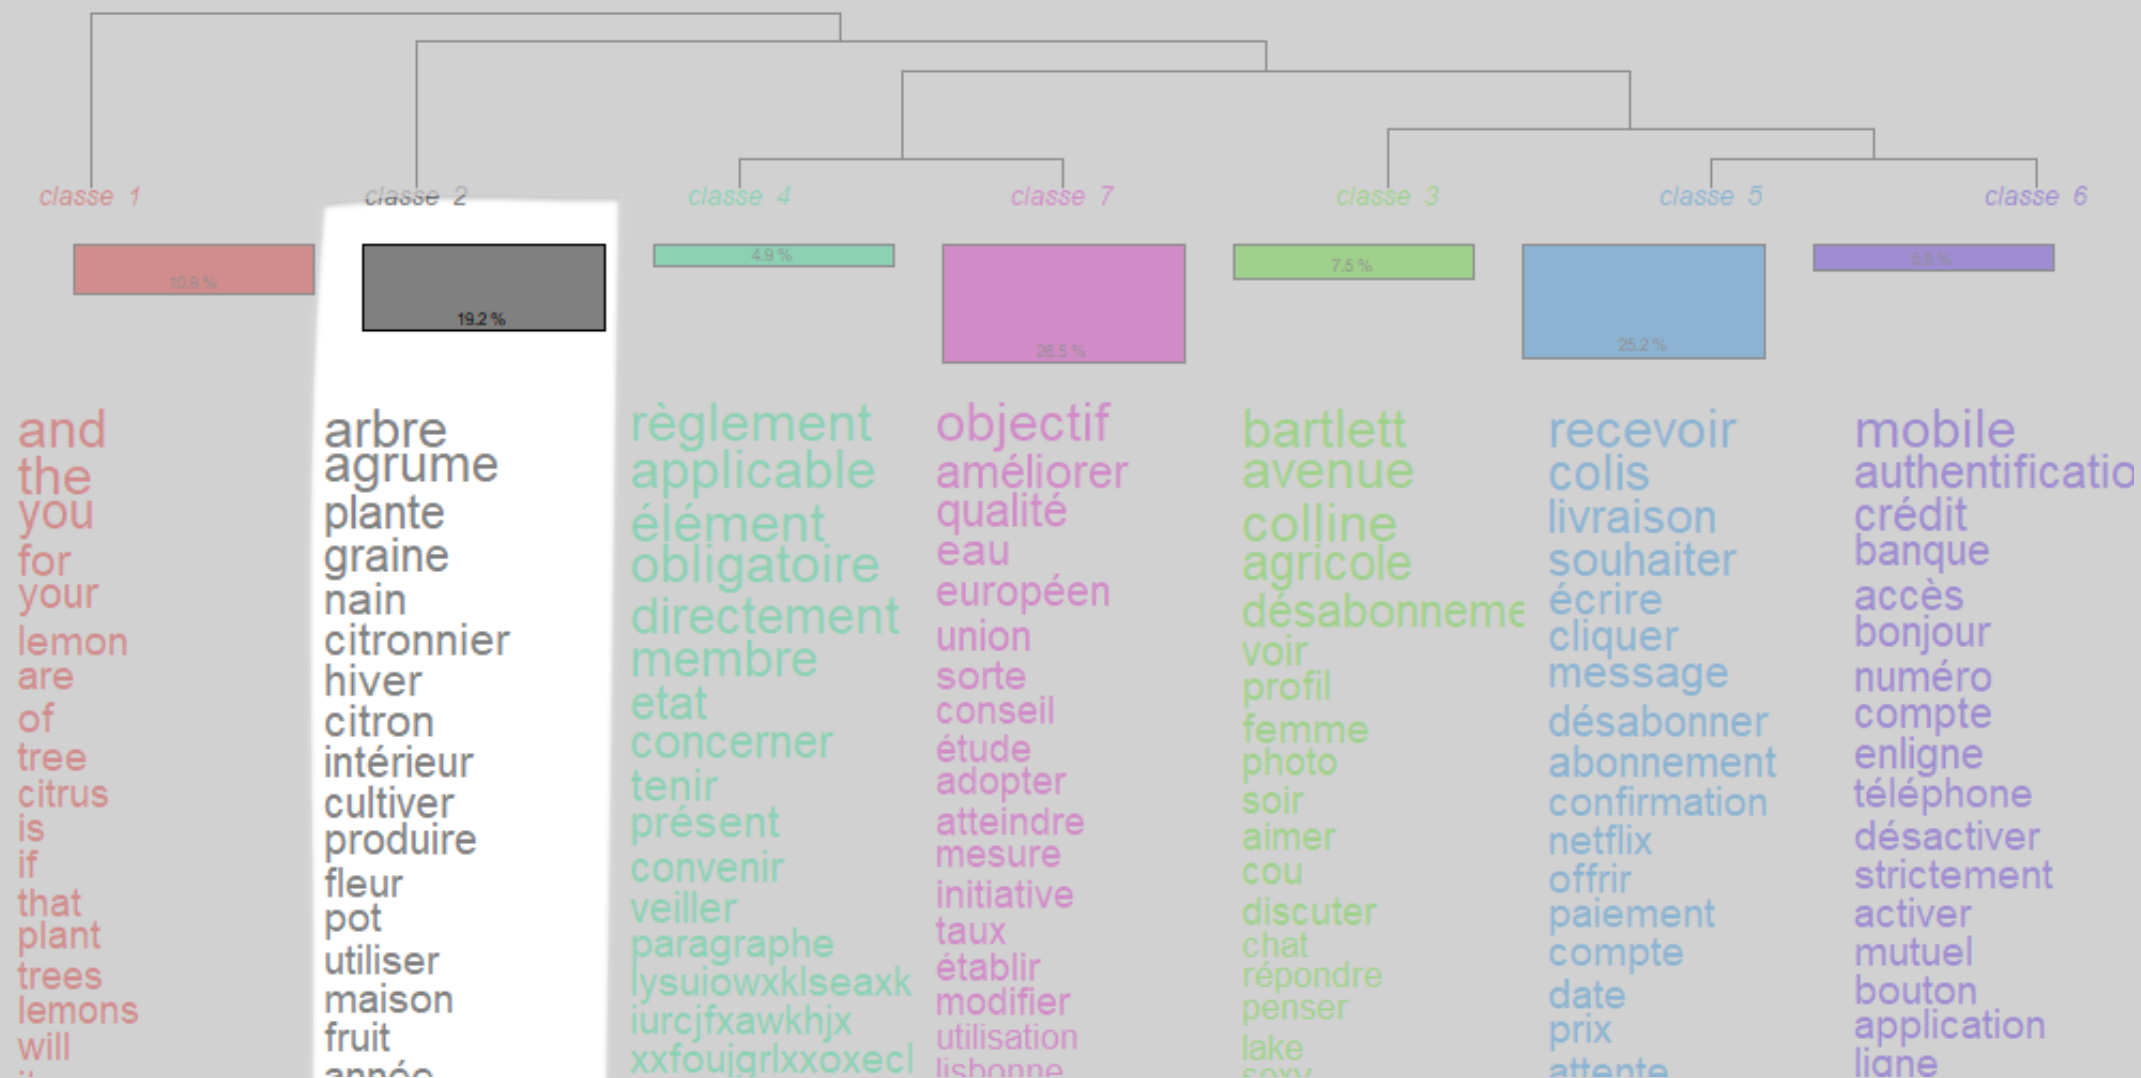 classe 1
classe 2
classe 4
classe 7
classe 3
classe 5
classe 6
10.9 %
19.2 %
4.9 %
26.5 %
7.5 %
25.2 %
and
the
you
for
your
lemon
are
of
tree
citrus
is
if
that
plant
trees
lemons
will
arbre
agrume
plante
graine
nain
citronnier
hiver
citron
intérieur
cultiver
produire
fleur
pot
utiliser
maison
fruit
année
règlement
applicable
élément
obligatoire
directement
membre
etat
concerner
tenir
présent
convenir
veiller
paragraphe
lysuiowxklseaxk
iurcjfxawkhjx
xxfoujgrlxxoxecl
objectif
améliorer
qualité
eau
européen
union
sorte
conseil
étude
adopter
atteindre
mesure
initiative
taux
établir
modifier
utilisation
lisbonne
bartlett
avenue
colline
agricole
désabonneme
voir
profil
femme
photo
soir
aimer
cou
discuter
chat
répondre
penser
lake
sexy
recevoir
colis
livraison
souhaiter
écrire
cliquer
message
désabonner
abonnement
confirmation
netflix
offrir
paiement
compte
date
prix
attente
mobile
authentificatio
crédit
banque
accès
bonjour
numéro
compte
enligne
téléphone
désactiver
strictement
activer
mutuel
bouton
application
ligne